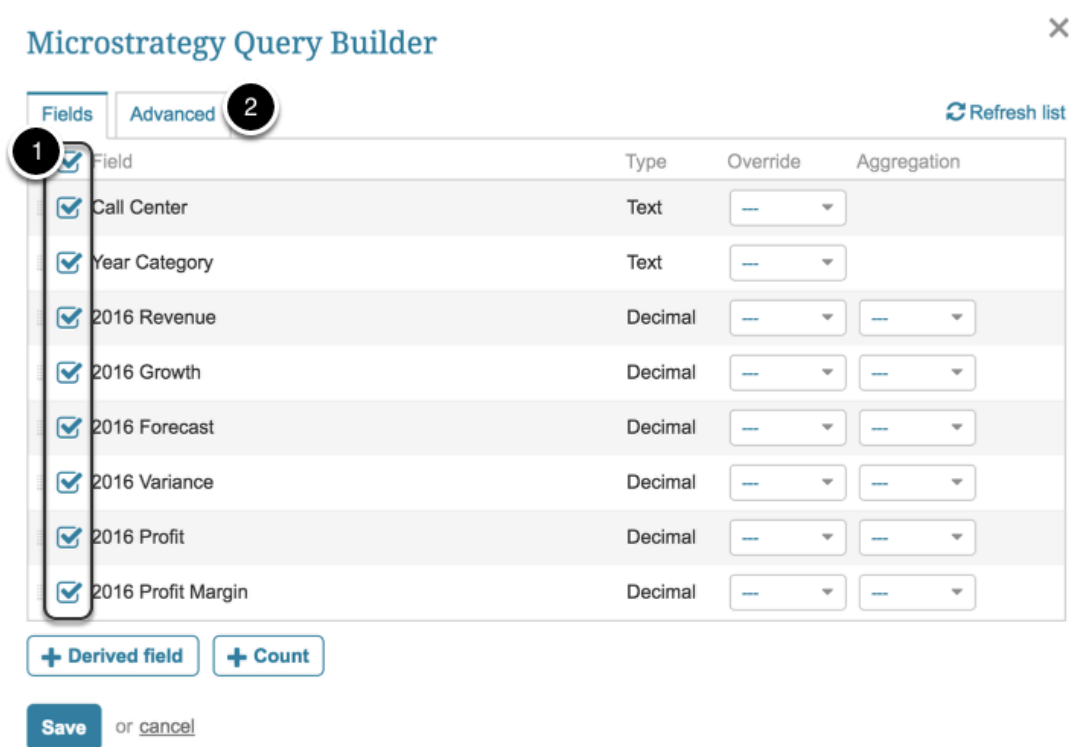 Microstrategy Query Builder
Fields Advanced 2 Refresh list
1 Field Type Override Aggregation
Call Center Text ---
Year Category Text ---
2016 Revenue Decimal --- ---
2016 Growth Decimal --- ---
2016 Forecast Decimal --- ---
2016 Variance Decimal --- ---
2016 Profit Decimal --- ---
2016 Profit Margin Decimal --- ---
+ Derived field + Count
Save or cancel